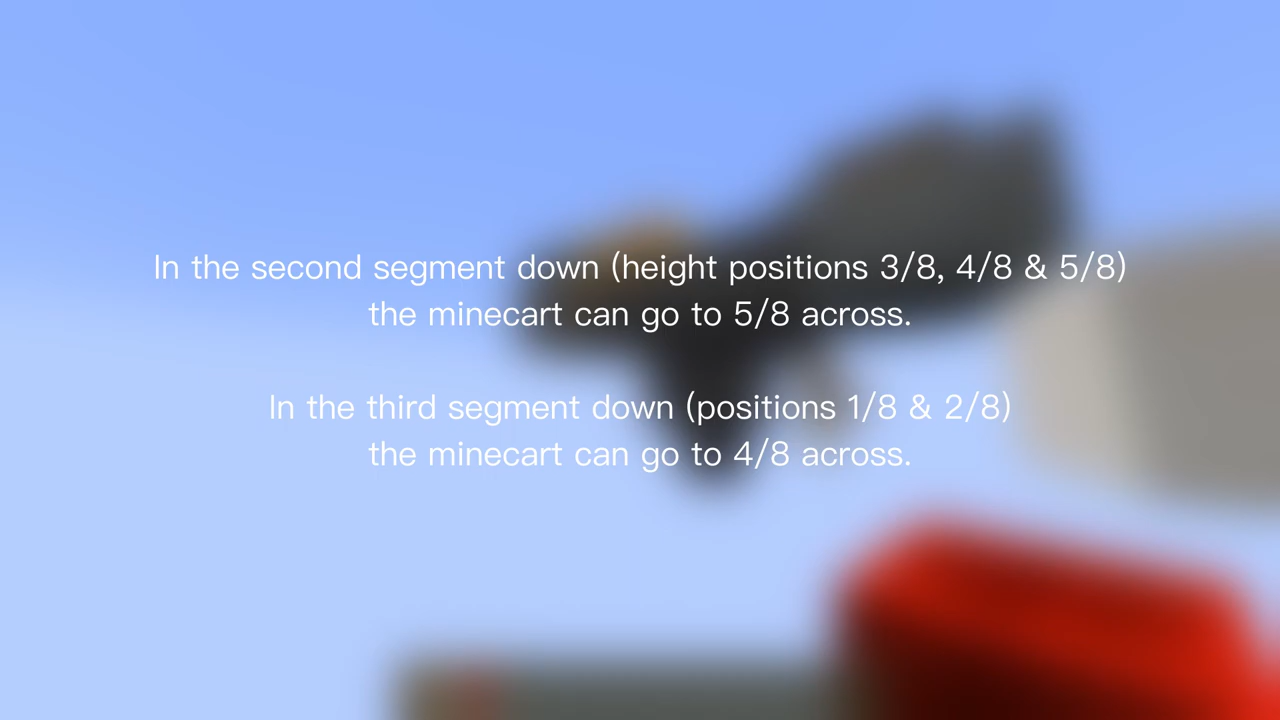 In the second segment down (height positions 3/8, 4/8 & 5/8)
the minecart can go to 5/8 across.
In the third segment down (positions 1/8 & 2/8)
the minecart can go to 4/8 across.